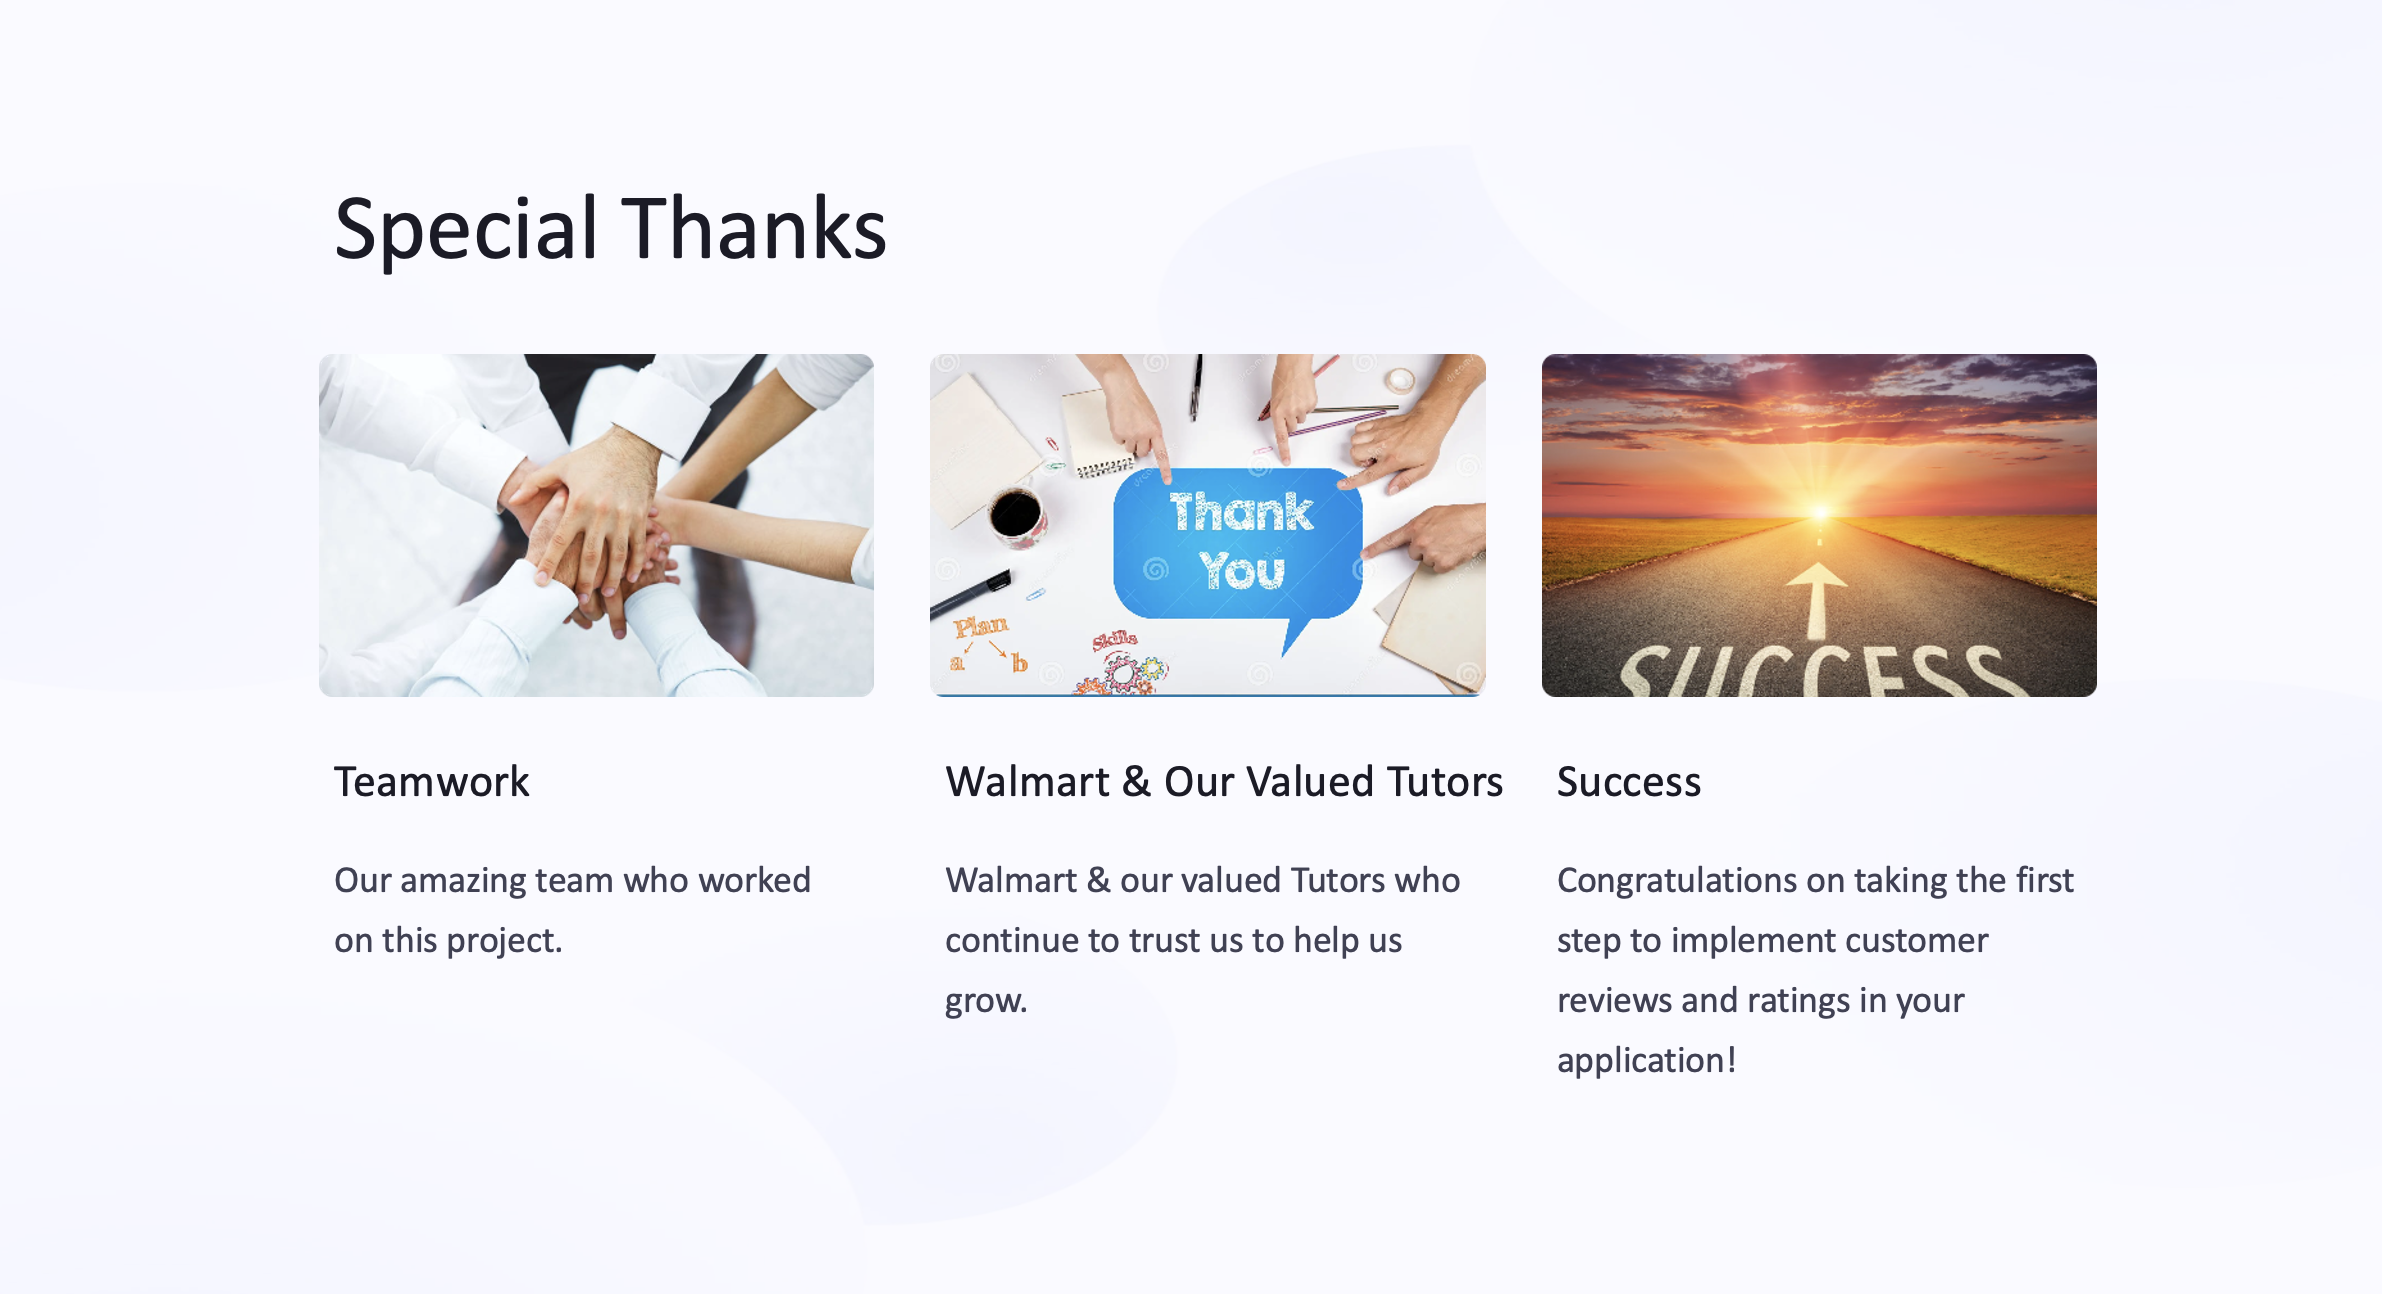 Special Thanks
Thank
You
Plan
a
b
Skills
SUCCESS
Teamwork
Our amazing team who worked
on this project.
Walmart & Our Valued Tutors
Walmart & our valued Tutors who
continue to trust us to help us
grow.
Success
Congratulations on taking the first
step to implement customer
reviews and ratings in your
application!